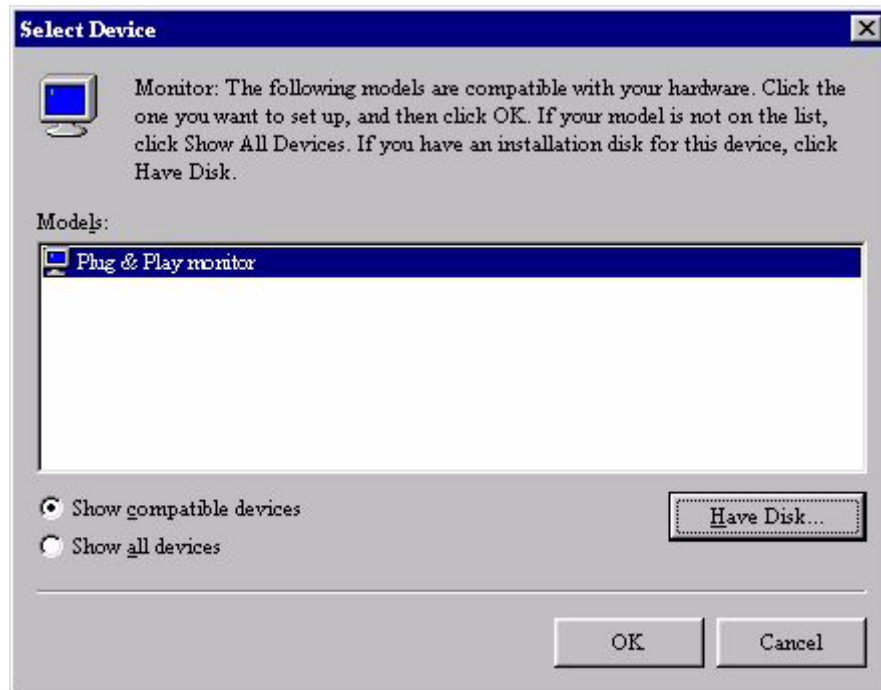 Select Device
Monitor: The following models are compatible with your hardware. Click the
one you want to set up, and then click OK. If your model is not on the list,
click Show All Devices. If you have an installation disk for this device, click
Have Disk.
Models:
Plug & Play monitor
Show compatible devices
Have Disk...
Show all devices
OK
Cancel